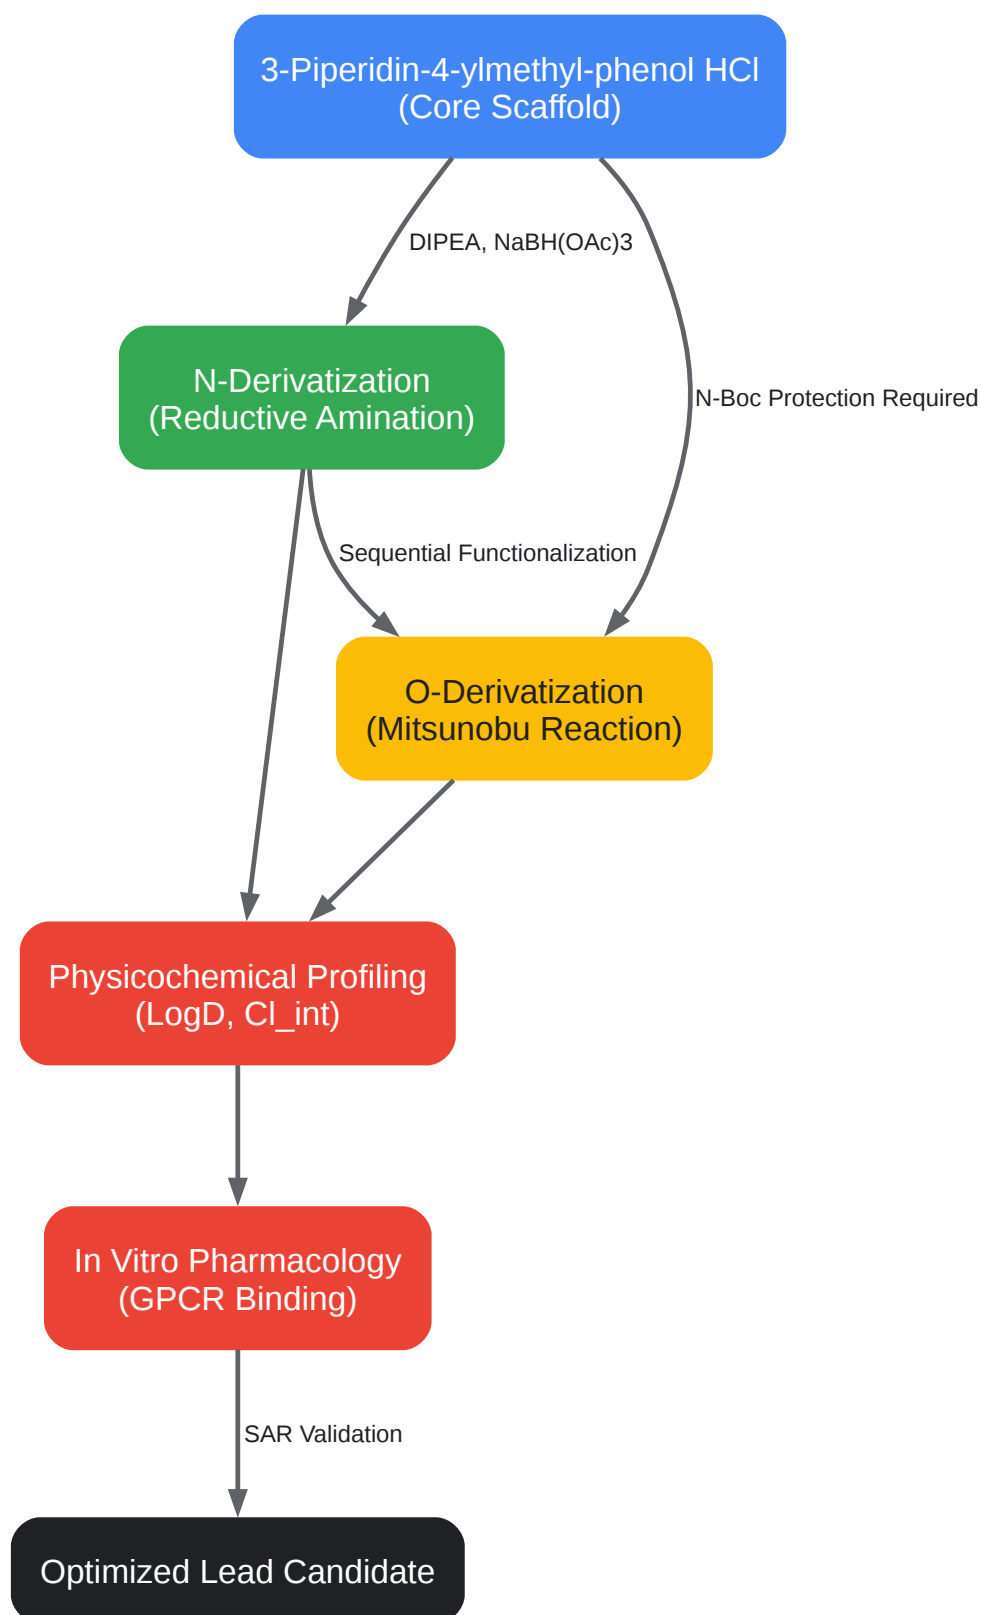 3-Piperidin-4-ylmethyl-phenol HCl
(Core Scaffold)
DIPEA, NaBH(OAc)3
N-Derivatization
(Reductive Amination)
N-Boc Protection Required
Sequential Functionalization
O-Derivatization
(Mitsunobu Reaction)
Physicochemical Profiling
(LogD, Cl_int)
In Vitro Pharmacology
(GPCR Binding)
SAR Validation
Optimized Lead Candidate